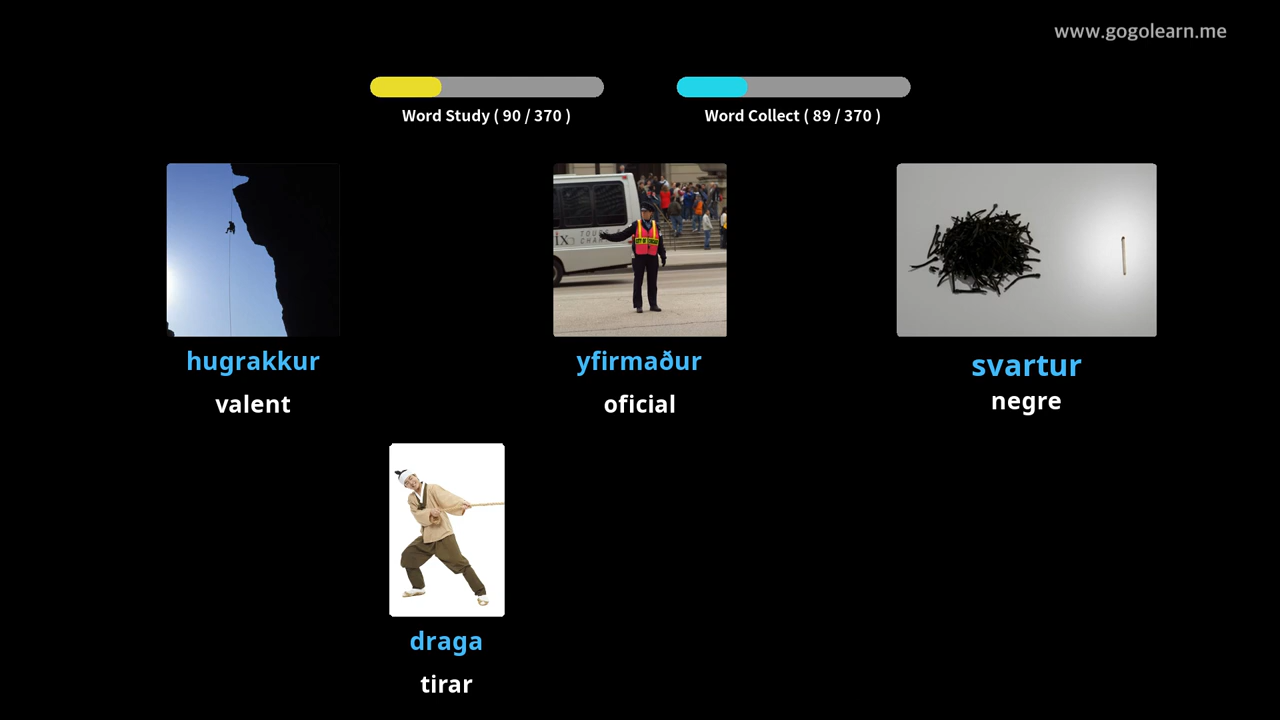 www.gogolearn.me
Word Study ( 90 / 370 )
Word Collect ( 89 / 370 )
hugrakkur
valent
yfirmaður
oficial
svartur
negre
draga
tirar